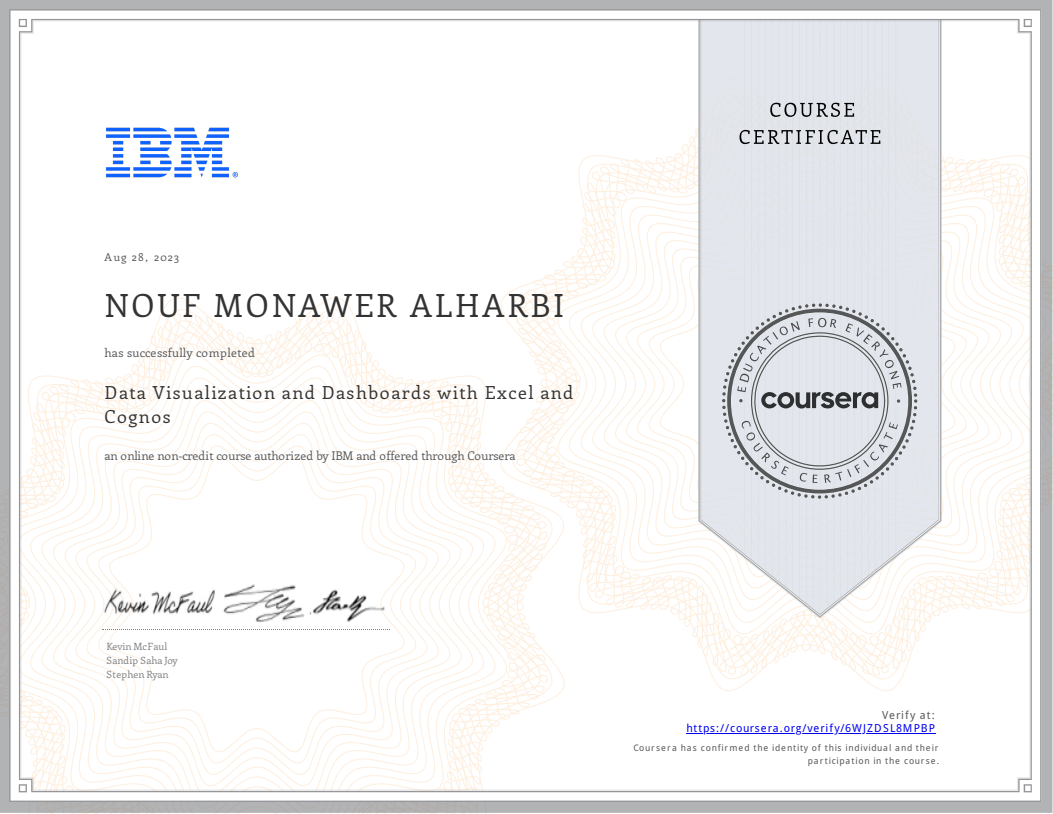 COURSE
CERTIFICATE
IBM®
Aug 28, 2023
NOUF MONAWER ALHARBI
has successfully completed
Data Visualization and Dashboards with Excel and
Cognos
an online non-credit course authorized by IBM and offered through Coursera
EDUCATION FOR EVERYONE
coursera
COURSE CERTIFICATE
Kevin McFaul
Kevin McFaul
Sandip Saha Joy
Stephen Ryan
Verify at:
https://coursera.org/verify/6WJZDSL8MPBP
Coursera has confirmed the identity of this individual and their
participation in the course.